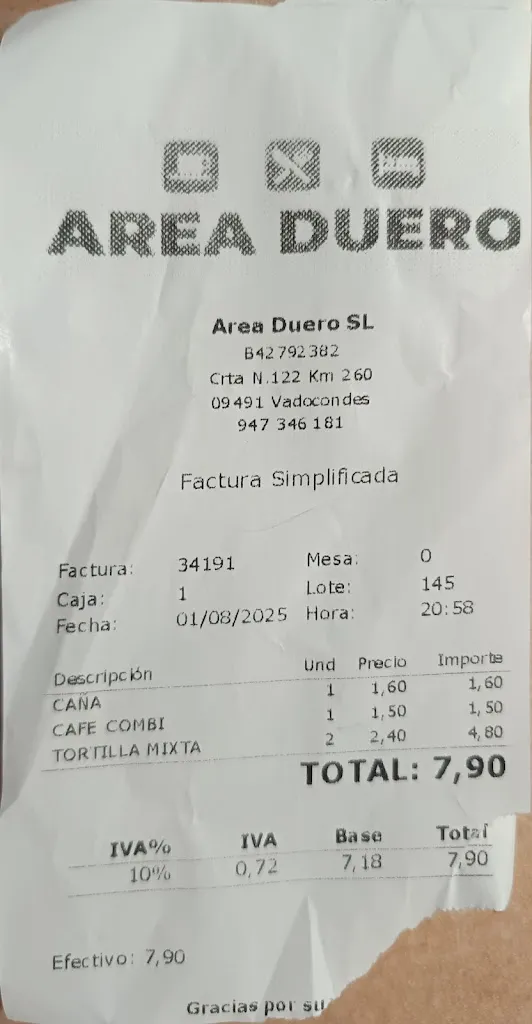 AREA DUERO
Area Duero SL
B42792382
Crta N.122 Km 260
09491 Vadocondes
947 346 181
Factura Simplificada
Factura: 34191 Mesa: 0
Caja: 1 Lote: 145
Fecha: 01/08/2025 Hora: 20:58
Descripción Und Precio Importe
CAÑA 1 1,60 1,60
CAFE COMBI 1 1,50 1,50
TORTILLA MIXTA 2 2,40 4,80
TOTAL: 7,90
IVA% IVA Base Total
10% 0,72 7,18 7,90
Efectivo: 7,90
Gracias por su